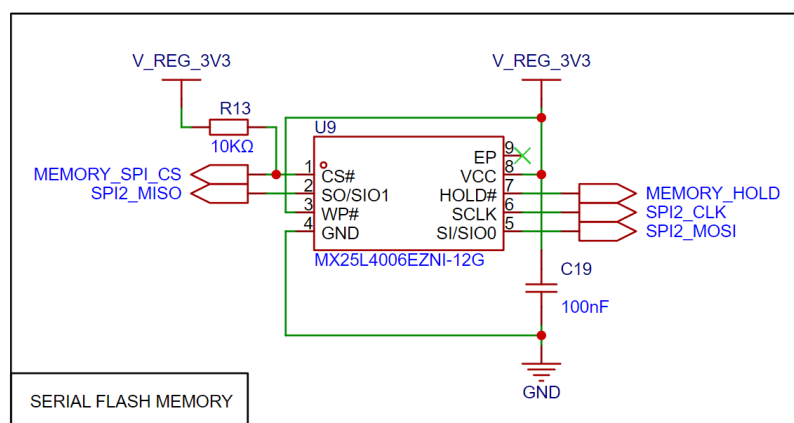 V_REG_3V3
V_REG_3V3
R13
10KΩ
U9
MEMORY_SPI_CS
SPI2_MISO
1 CS#
2 SO/SIO1
3 WP#
4 GND
EP 9
VCC 8
HOLD# 7
SCLK 6
SI/SIO0 5
MEMORY_HOLD
SPI2_CLK
SPI2_MOSI
MX25L4006EZNI-12G
C19
100nF
GND
SERIAL FLASH MEMORY